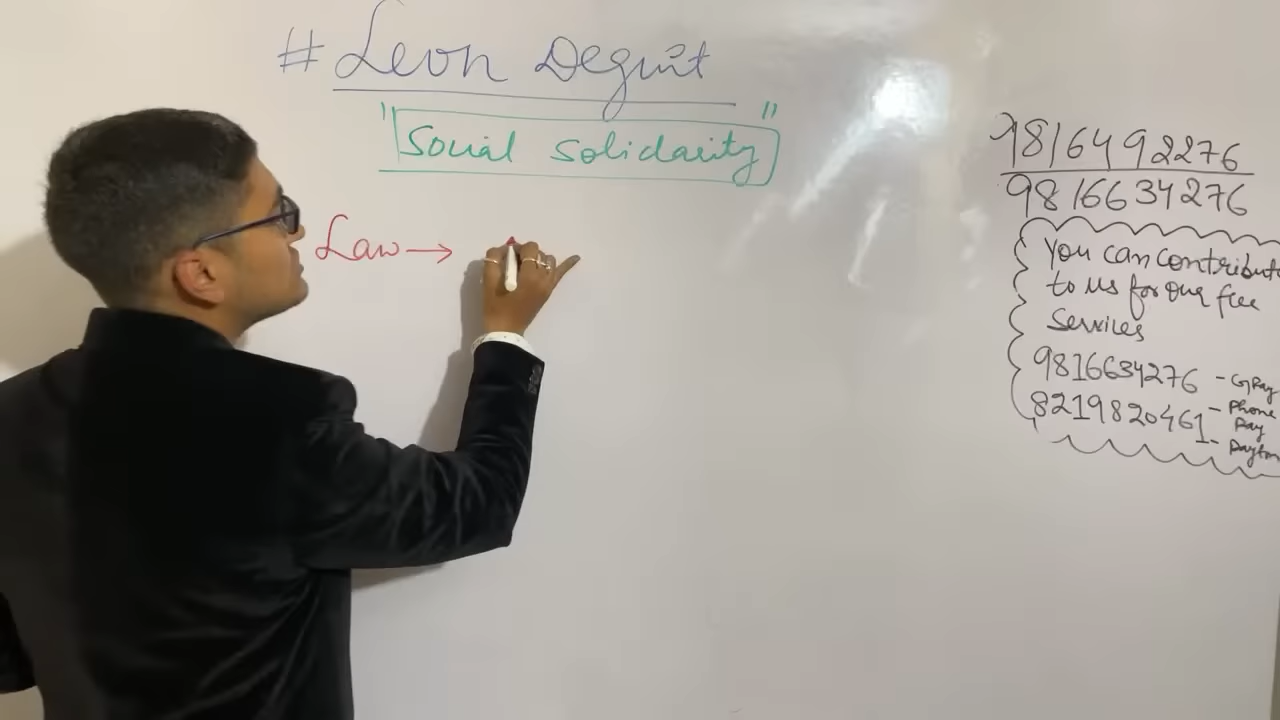 # Leon Deguit
"Social solidarity"
Law →
9816492276
9816634276
You can contribute
to us for our free
Services
9816634276 - GPay
8219820461 - Phone
Pay
- Paytm